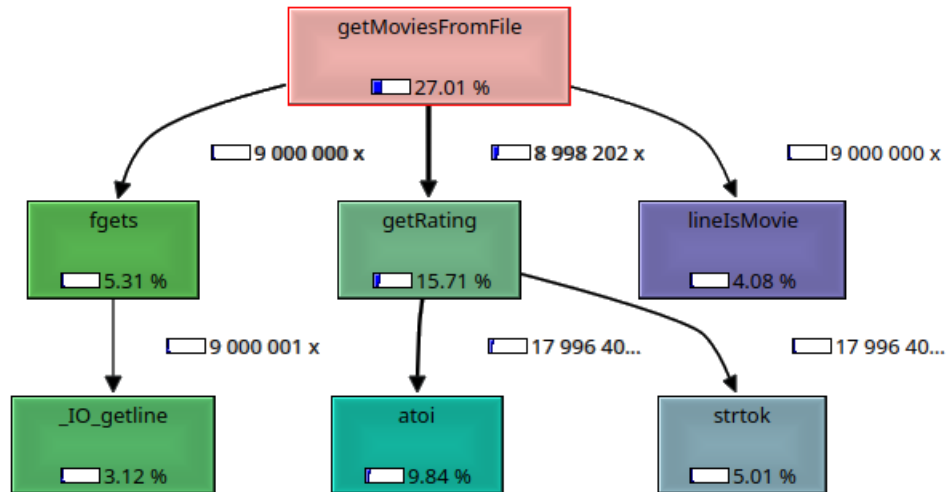 getMoviesFromFile
27.01 %
9 000 000 x
8 998 202 x
9 000 000 x
fgets
5.31 %
getRating
15.71 %
lineIsMovie
4.08 %
9 000 001 x
17 996 40...
17 996 40...
_IO_getline
3.12 %
atoi
9.84 %
strtok
5.01 %